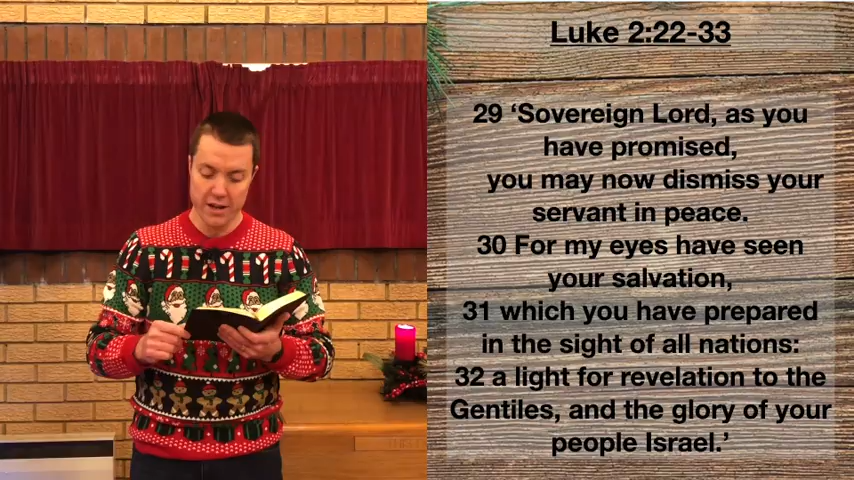 Luke 2:22-33
29 ‘Sovereign Lord, as you
have promised,
you may now dismiss your
servant in peace.
30 For my eyes have seen
your salvation,
31 which you have prepared
in the sight of all nations:
32 a light for revelation to the
Gentiles, and the glory of your
people Israel.’